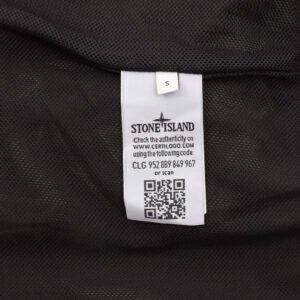 S
STONE ISLAND
Check the authenticity on
WWW.CERTILOGO.COM
using the following code:
CLG 952 889 849 967
or scan